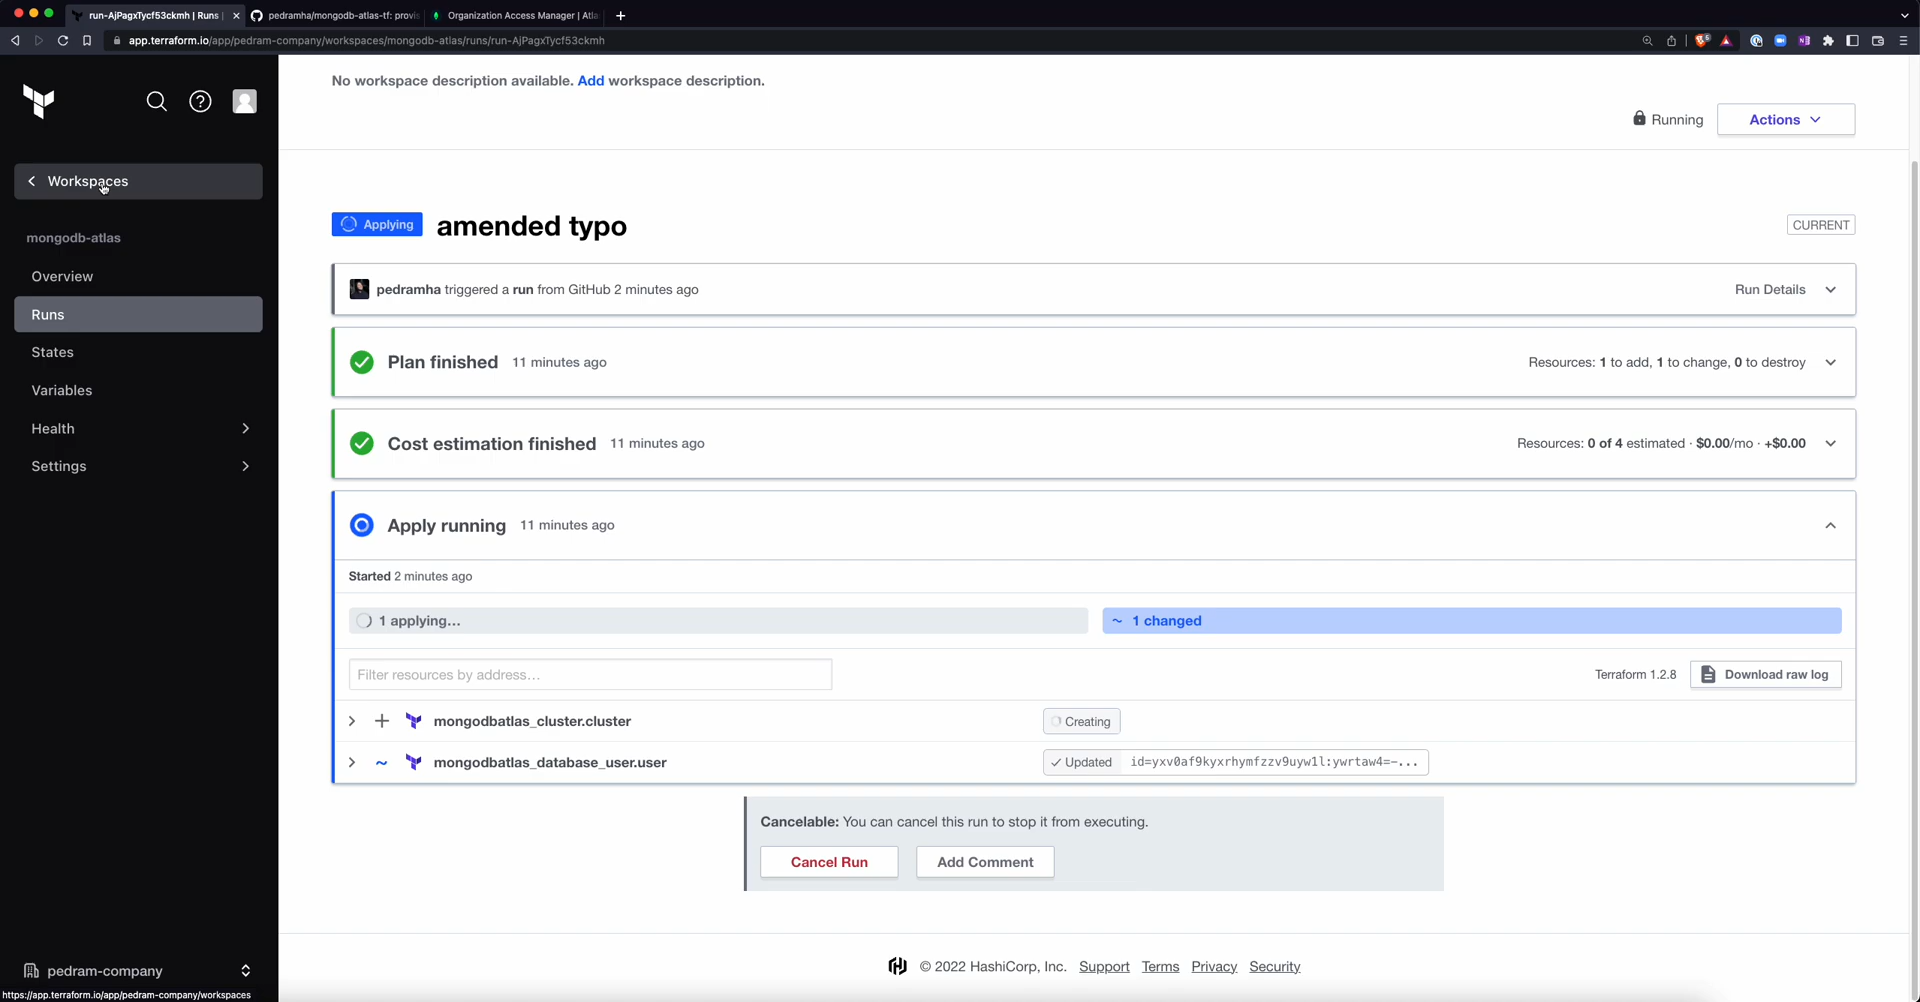 run-AjPagxTycf53ckmh | Runs |
pedramha/mongodb-atlas-tf: provis
Organization Access Manager | Atla
app.terraform.io/app/pedram-company/workspaces/mongodb-atlas/runs/run-AjPagxTycf53ckmh
No workspace description available. Add workspace description.
Running
Actions
Workspaces
mongodb-atlas
Overview
Runs
States
Variables
Health
Settings
Applying
amended typo
CURRENT
pedramha triggered a run from GitHub 2 minutes ago
Run Details
Plan finished 11 minutes ago
Resources: 1 to add, 1 to change, 0 to destroy
Cost estimation finished 11 minutes ago
Resources: 0 of 4 estimated · $0.00/mo · +$0.00
Apply running 11 minutes ago
Started 2 minutes ago
1 applying...
~ 1 changed
Filter resources by address...
Terraform 1.2.8
Download raw log
+ mongodbatlas_cluster.cluster
Creating
~ mongodbatlas_database_user.user
✓ Updated id=yxv0af9kyxrhymfzzv9uyw1l:ywrtaw4=-...
Cancelable: You can cancel this run to stop it from executing.
Cancel Run
Add Comment
© 2022 HashiCorp, Inc. Support Terms Privacy Security
pedram-company
https://app.terraform.io/app/pedram-company/workspaces